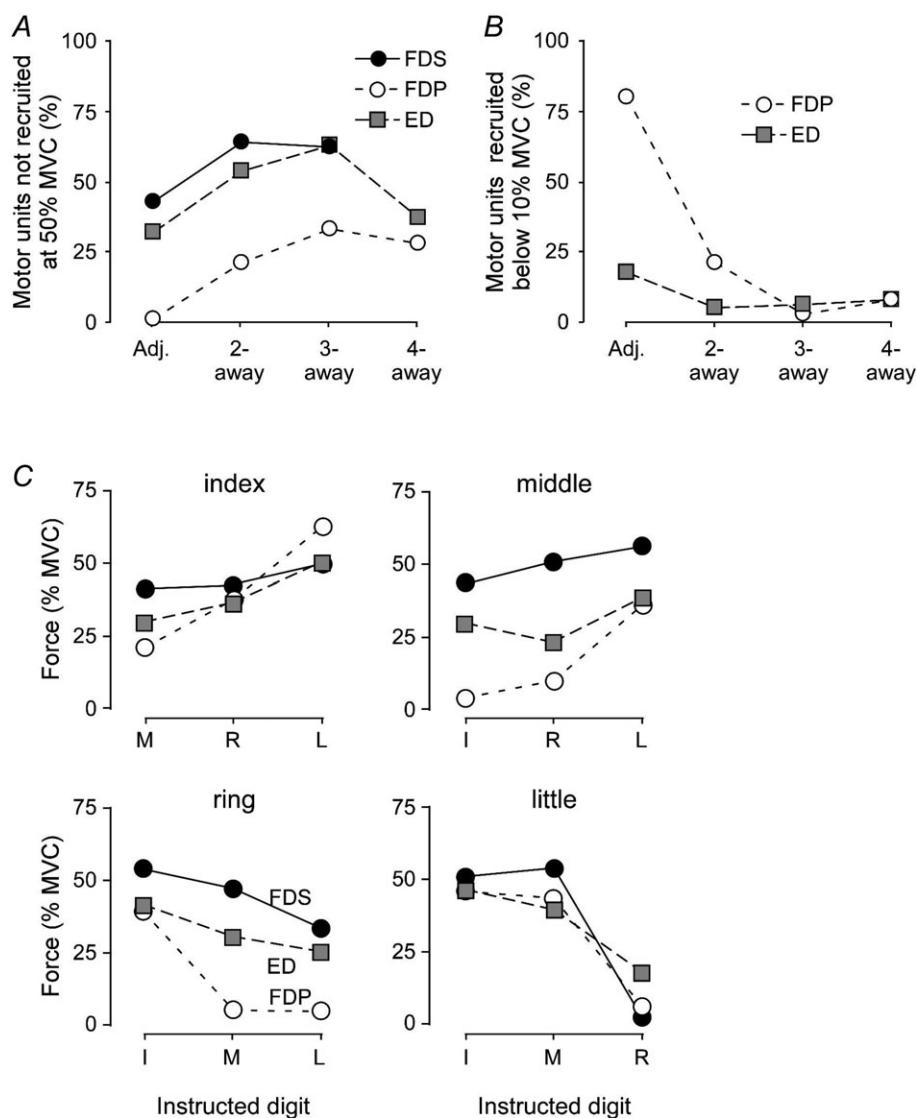 A
Motor units not recruited
at 50% MVC (%)
100
75
50
25
0
FDS
FDP
ED
Adj.
2-
away
3-
away
4-
away
B
Motor units recruited
below 10% MVC (%)
100
75
50
25
0
FDP
ED
Adj.
2-
away
3-
away
4-
away
C
index
Force (% MVC)
75
50
25
0
M R L
middle
75
50
25
0
I R L
ring
Force (% MVC)
75
50
25
0
FDS
ED
FDP
I M L
Instructed digit
little
75
50
25
0
I M R
Instructed digit